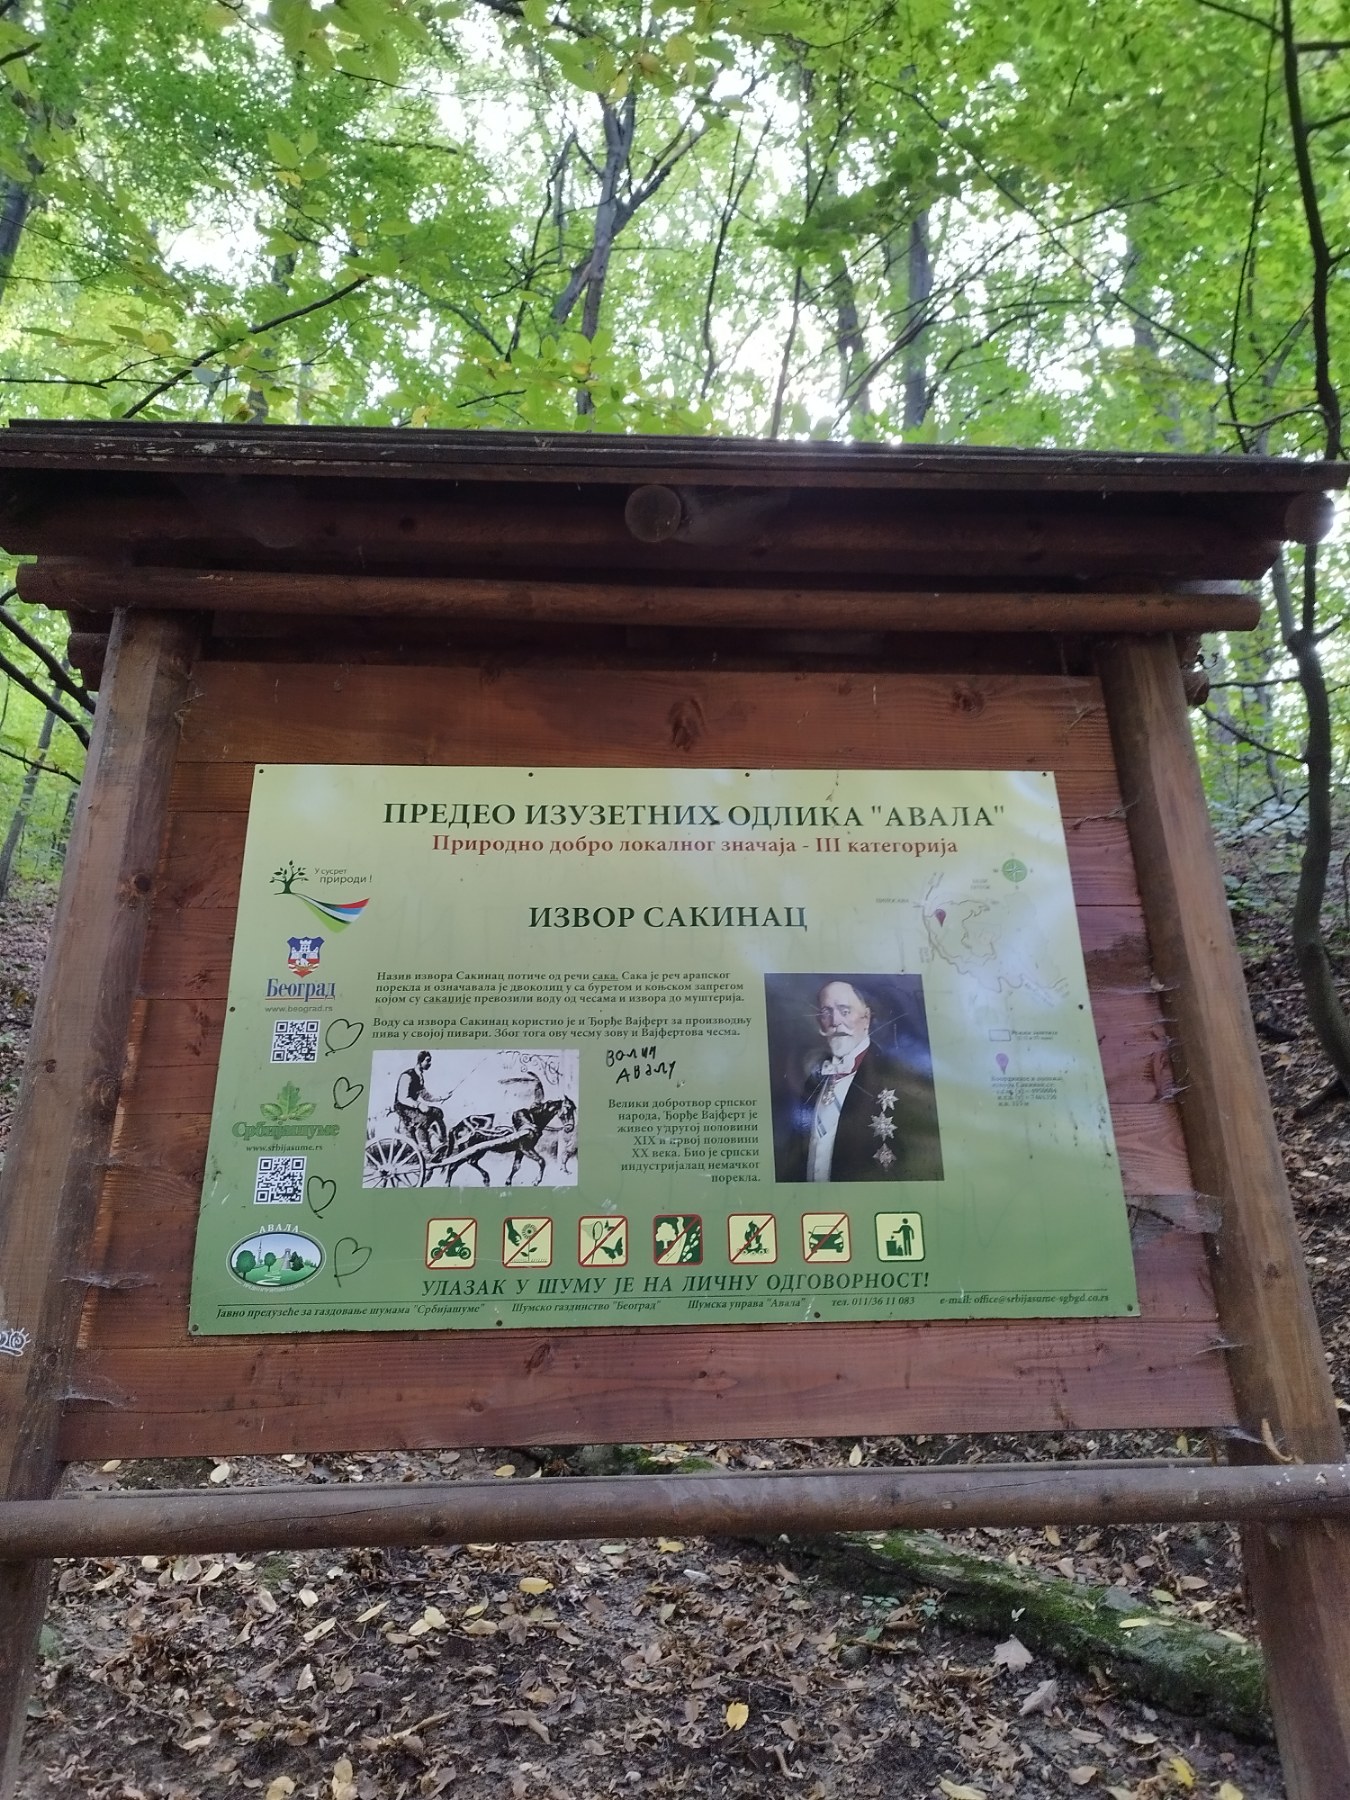 ПРЕДЕО ИЗУЗЕТНИХ ОДЛИКА "АВАЛА"
Природно добро локалног значаја - III категорија
У сусрет
природи !
ИЗВОР САКИНАЦ
Београд
www.beograd.rs
Назив извора Сакинац потиче од речи сака. Сака је реч арапског
порекла и означавала је двоколицу са буретом и коњском запрегом
којом су сакаџије превозили воду од чесама и извора до муштерија.
Воду са извора Сакинац користио је и Ђорђе Вајферт за производњу
пива у својој пивари. Због тога ову чесму зову и Вајфертова чесма.
волим
Авалу
Велики добротвор српског
народа, Ђорђе Вајферт је
живео у другој половини
XIX и првој половини
XX века. Био је српски
индустријалац немачког
порекла.
Србијашуме
www.srbijasume.rs
АВАЛА
УЛАЗАК У ШУМУ ЈЕ НА ЛИЧНУ ОДГОВОРНОСТ!
Јавно предузеће за газдовање шумама "Србијашуме" Шумско газдинство "Београд" Шумска управа "Авала" тел. 011/36 11 083 e-mail: office@srbijasume-sgbgd.co.rs